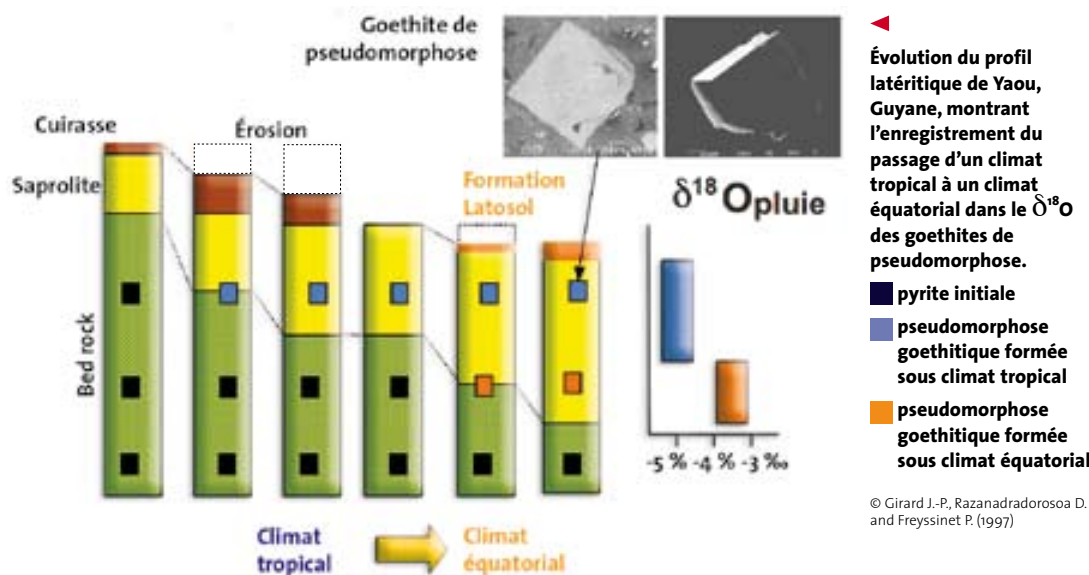 Goethite de
pseudomorphose
Cuirasse
Érosion
Saprolite
Formation
Latosol
δ18Opluie
Bed rock
-5 % -4 % -3 ‰
Climat
tropical
Climat
équatorial
Évolution du profil
latéritique de Yaou,
Guyane, montrant
l’enregistrement du
passage d’un climat
tropical à un climat
équatorial dans le δ18O
des goethites de
pseudomorphose.
pyrite initiale
pseudomorphose
goethitique formée
sous climat tropical
pseudomorphose
goethitique formée
sous climat équatorial
© Girard J.-P., Razanadradorosoa D.
and Freyssinet P. (1997)